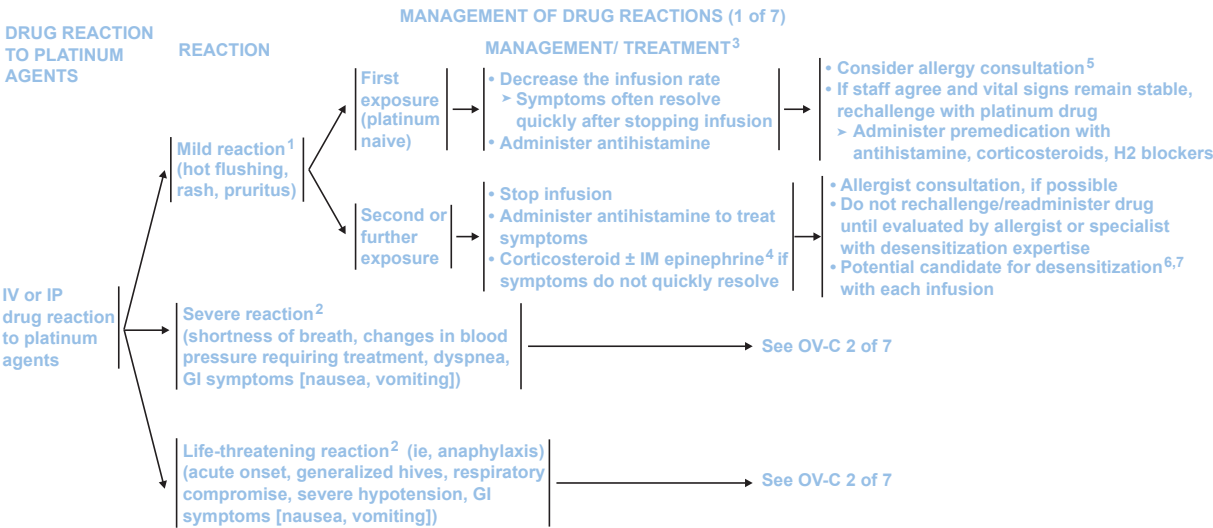 MANAGEMENT OF DRUG REACTIONS (1 of 7)
DRUG REACTION
TO PLATINUM
AGENTS
REACTION
MANAGEMENT/ TREATMENT3
Mild reaction1
(hot flushing,
rash, pruritus)
First
exposure
(platinum
naive)
• Decrease the infusion rate
➤ Symptoms often resolve
quickly after stopping infusion
• Administer antihistamine
• Consider allergy consultation5
• If staff agree and vital signs remain stable,
rechallenge with platinum drug
➤ Administer premedication with
antihistamine, corticosteroids, H2 blockers
Second or
further
exposure
• Stop infusion
• Administer antihistamine to treat
symptoms
• Corticosteroid ± IM epinephrine4 if
symptoms do not quickly resolve
• Allergist consultation, if possible
• Do not rechallenge/readminister drug
until evaluated by allergist or specialist
with desensitization expertise
• Potential candidate for desensitization6,7
with each infusion
IV or IP
drug reaction
to platinum
agents
Severe reaction2
(shortness of breath, changes in blood
pressure requiring treatment, dyspnea,
GI symptoms [nausea, vomiting])
See OV-C 2 of 7
Life-threatening reaction2 (ie, anaphylaxis)
(acute onset, generalized hives, respiratory
compromise, severe hypotension, GI
symptoms [nausea, vomiting])
See OV-C 2 of 7